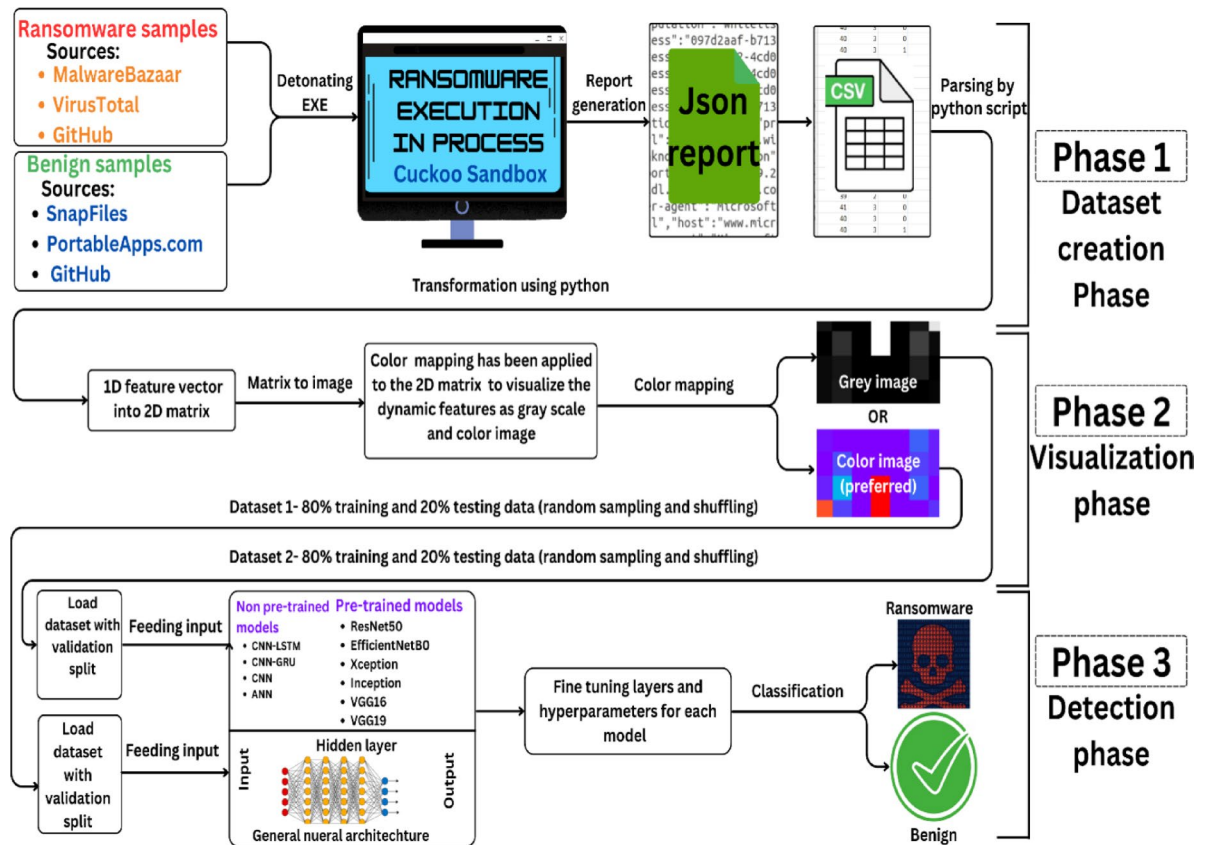 Ransomware samples
Sources:
• MalwareBazaar
• VirusTotal
• GitHub
Benign samples
Sources:
• SnapFiles
• PortableApps.com
• GitHub
Detonating
EXE
RANSOMWARE
EXECUTION
IN PROCESS
Cuckoo Sandbox
Report
generation
Json
report
CSV
Parsing by
python script
Phase 1
Dataset
creation
Phase
Transformation using python
1D feature vector
into 2D matrix
Matrix to image
Color mapping has been applied
to the 2D matrix to visualize the
dynamic features as gray scale
and color image
Color mapping
Grey image
OR
Color image
(preferred)
Phase 2
Visualization
phase
Dataset 1- 80% training and 20% testing data (random sampling and shuffling)
Dataset 2- 80% training and 20% testing data (random sampling and shuffling)
Load
dataset with
validation
split
Feeding input
Non pre-trained
models
• CNN-LSTM
• CNN-GRU
• CNN
• ANN
Pre-trained models
• ResNet50
• EfficientNetB0
• Xception
• Inception
• VGG16
• VGG19
Load
dataset
with
validation
split
Feeding input
Input
Hidden layer
Output
General nueral architechture
Fine tuning layers and
hyperparameters for each
model
Classification
Ransomware
Benign
Phase 3
Detection
phase